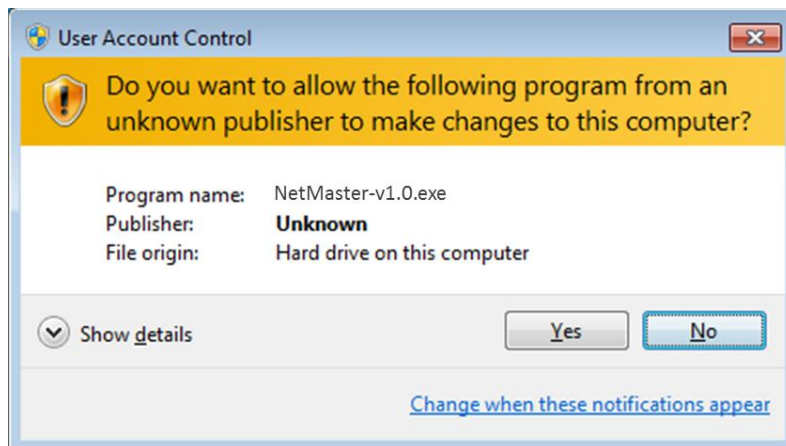 User Account Control
Do you want to allow the following program from an
unknown publisher to make changes to this computer?
Program name: NetMaster-v1.0.exe
Publisher: Unknown
File origin: Hard drive on this computer
Show details
Yes
No
Change when these notifications appear